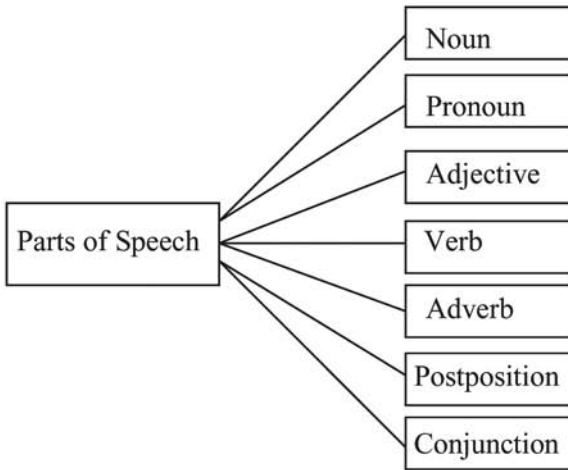 Parts of Speech
Noun
Pronoun
Adjective
Verb
Adverb
Postposition
Conjunction